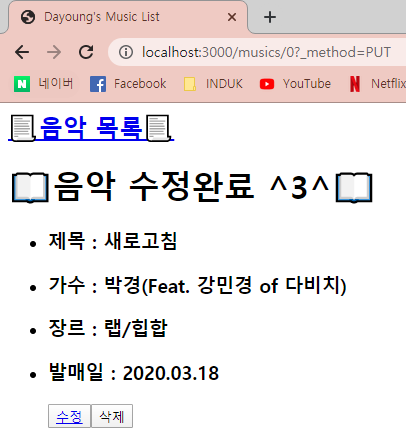 Dayoung's Music List
localhost:3000/musics/0?_method=PUT
네이버 Facebook INDUK YouTube Netflix
음악 목록
음악 수정완료 ^3^
제목 : 새로고침
가수 : 박경(Feat. 강민경 of 다비치)
장르 : 랩/힙합
발매일 : 2020.03.18
수정 삭제